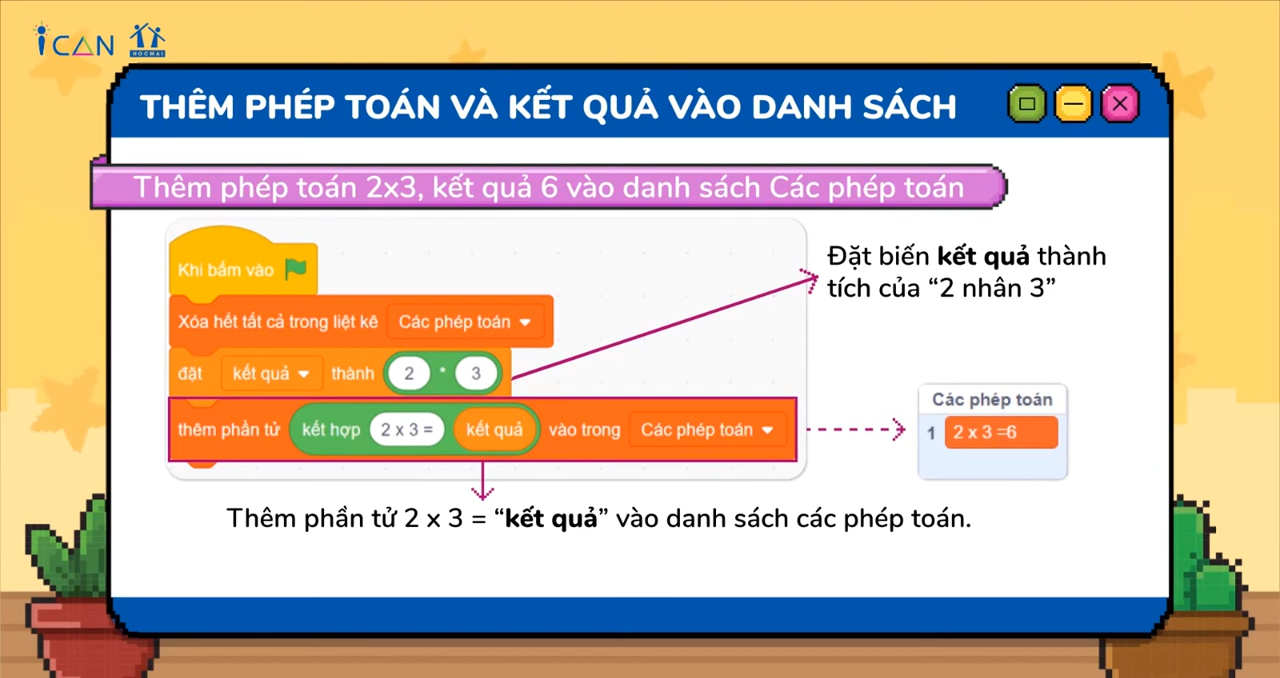 iCAN
HOCMAI
THÊM PHÉP TOÁN VÀ KẾT QUẢ VÀO DANH SÁCH
Thêm phép toán 2x3, kết quả 6 vào danh sách Các phép toán
Khi bấm vào
Xóa hết tất cả trong liệt kê Các phép toán
đặt kết quả thành 2 * 3
thêm phần tử kết hợp 2 x 3 = kết quả vào trong Các phép toán
Đặt biến kết quả thành
tích của “2 nhân 3”
Các phép toán
1 2 x 3 =6
Thêm phần tử 2 x 3 = “kết quả” vào danh sách các phép toán.